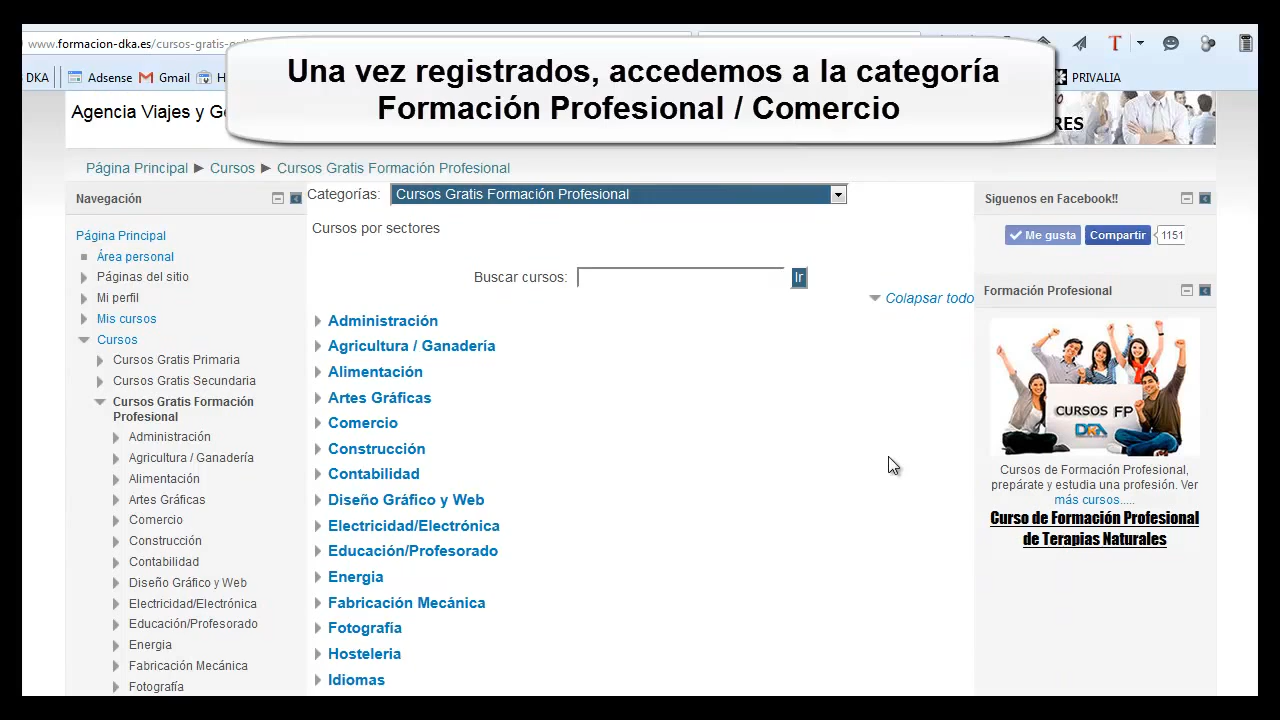 Una vez registrados, accedemos a la categoría
Formación Profesional / Comercio
www.formacion-dka.es/cursos-gratis-
DKA
Adsense
Gmail
H
PRIVALIA
Agencia Viajes y Ge
RES
Página Principal ► Cursos ► Cursos Gratis Formación Profesional
Navegación
Página Principal
Área personal
Páginas del sitio
Mi perfil
Mis cursos
Cursos
Cursos Gratis Primaria
Cursos Gratis Secundaria
Cursos Gratis Formación
Profesional
Administración
Agricultura / Ganadería
Alimentación
Artes Gráficas
Comercio
Construcción
Contabilidad
Diseño Gráfico y Web
Electricidad/Electrónica
Educación/Profesorado
Energia
Fabricación Mecánica
Fotografía
Categorías: Cursos Gratis Formación Profesional
Cursos por sectores
Buscar cursos: Ir
Colapsar todo
Administración
Agricultura / Ganadería
Alimentación
Artes Gráficas
Comercio
Construcción
Contabilidad
Diseño Gráfico y Web
Electricidad/Electrónica
Educación/Profesorado
Energia
Fabricación Mecánica
Fotografía
Hosteleria
Idiomas
Siguenos en Facebook!!
Me gusta Compartir 1151
Formación Profesional
CURSOS FP
DKA
Cursos de Formación Profesional,
prepárate y estudia una profesión. Ver
más cursos.....
Curso de Formación Profesional
de Terapias Naturales